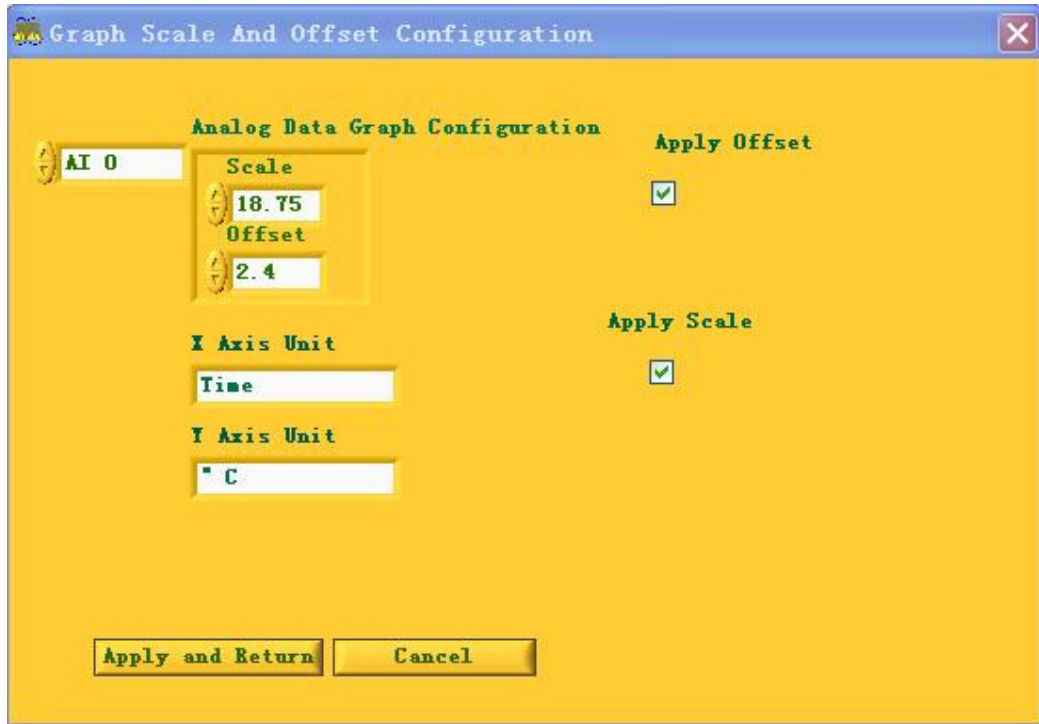 Graph Scale And Offset Configuration
Analog Data Graph Configuration
Apply Offset
AI 0
Scale
18.75
Offset
2.4
Apply Scale
X Axis Unit
Time
Y Axis Unit
" C
Apply and Return
Cancel